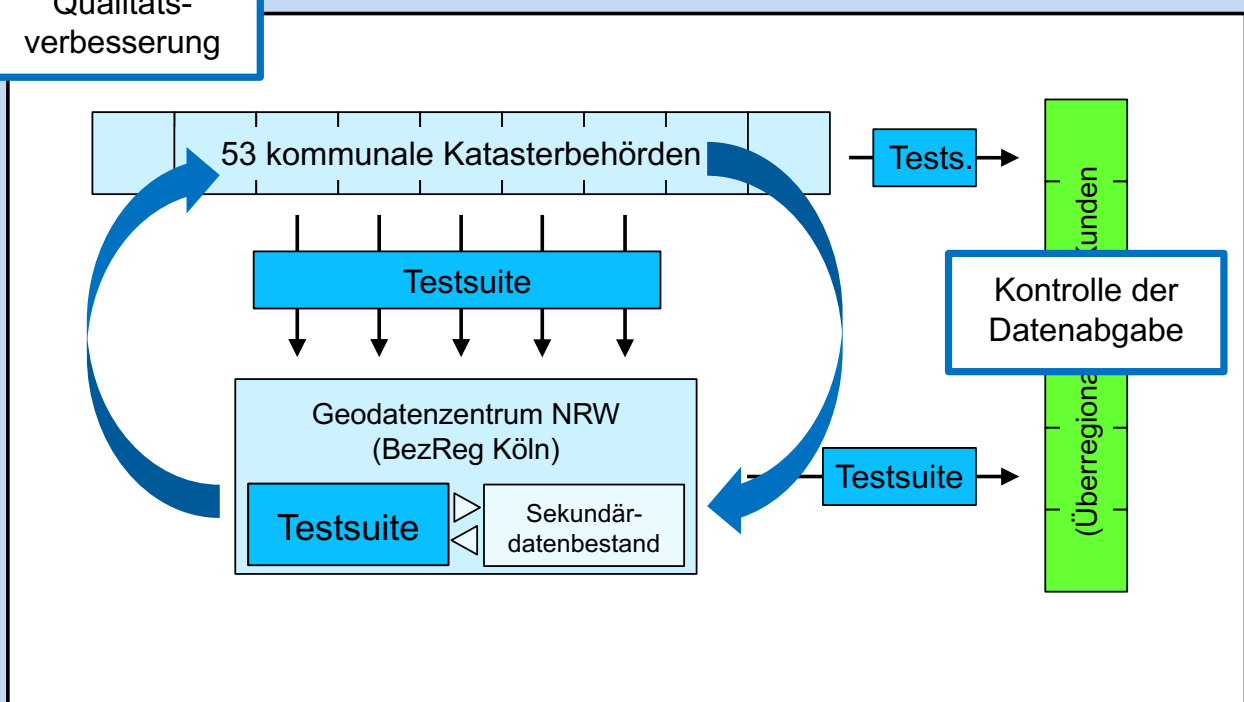 Qualitäts-
verbesserung
53 kommunale Katasterbehörden
Tests.
Testsuite
Kontrolle der
Datenabgabe
Geodatenzentrum NRW
(BezReg Köln)
Testsuite
Sekundär-
datenbestand
Testsuite